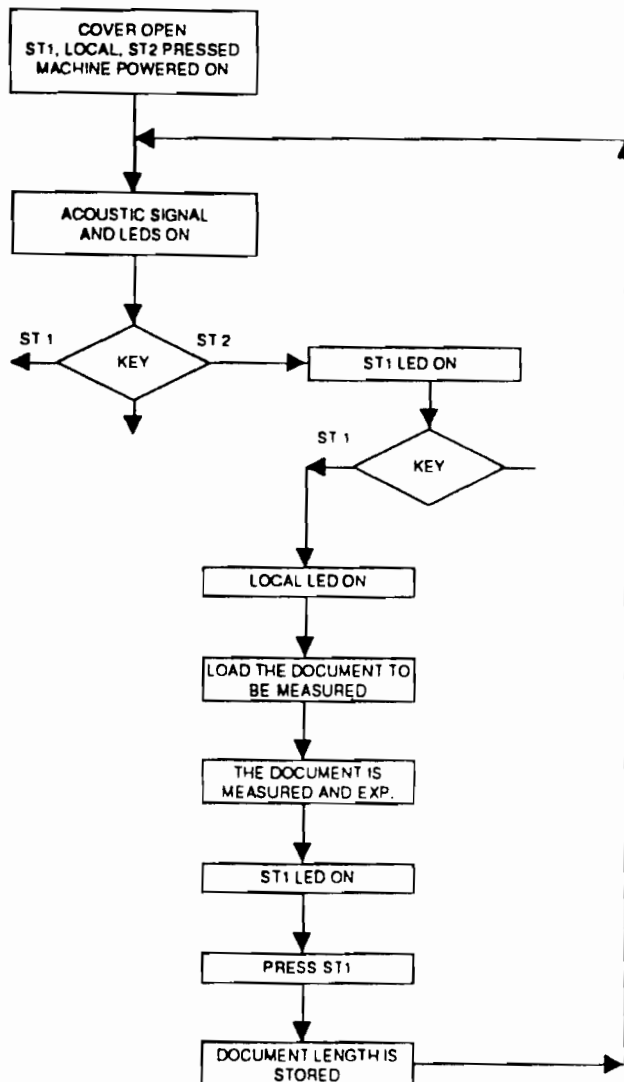 COVER OPEN
ST1, LOCAL, ST2 PRESSED
MACHINE POWERED ON
ACOUSTIC SIGNAL
AND LEDS ON
ST 1
KEY
ST 2
ST1 LED ON
ST 1
KEY
LOCAL LED ON
LOAD THE DOCUMENT TO
BE MEASURED
THE DOCUMENT IS
MEASURED AND EXP.
ST1 LED ON
PRESS ST1
DOCUMENT LENGTH IS
STORED